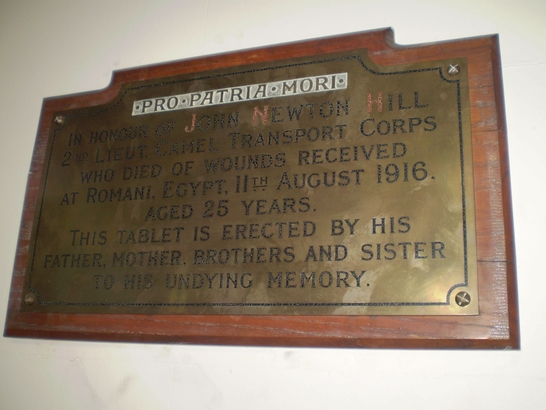 PRO·PATRIA·MORI
IN HONOUR OF JOHN NEWTON HILL
2ND LIEUT. CAMEL TRANSPORT CORPS
WHO DIED OF WOUNDS RECEIVED
AT ROMANI, EGYPT, 11TH AUGUST 1916.
AGED 25 YEARS.
THIS TABLET IS ERECTED BY HIS
FATHER, MOTHER, BROTHERS AND SISTER
TO HIS UNDYING MEMORY.